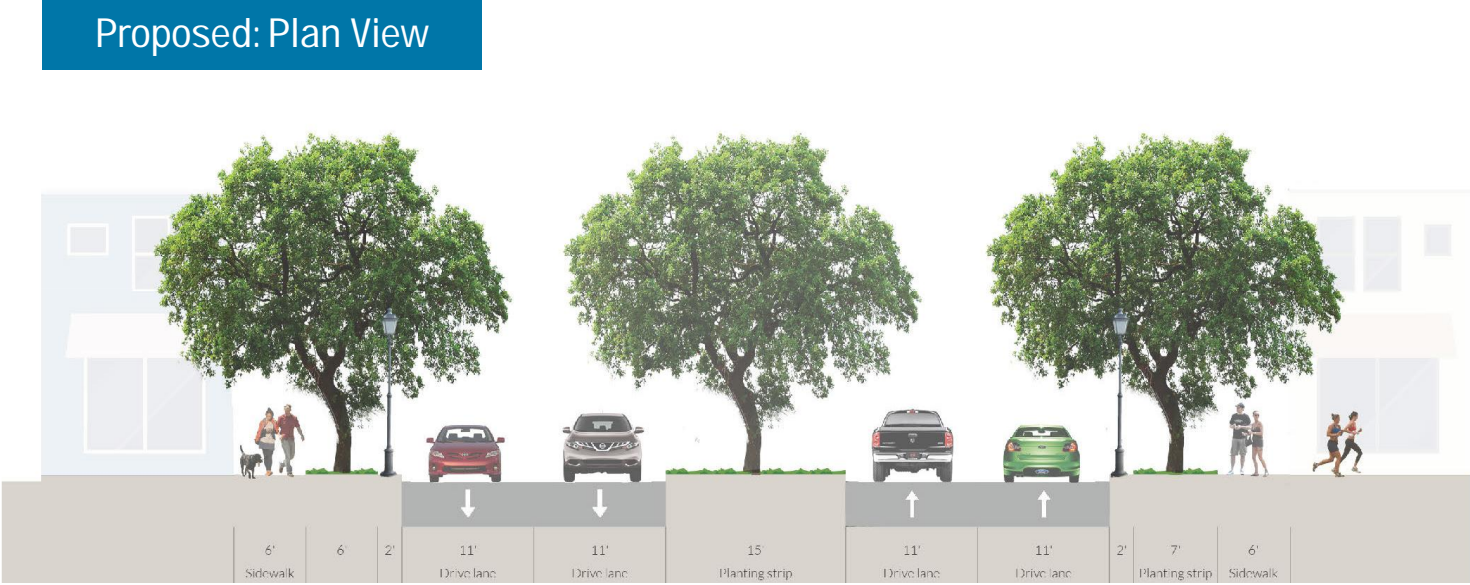 Proposed: Plan View
6' 6' 2' 11' 11' 15' 11' 11' 2' 7' 6'
Sidewalk Drive lane Drive lane Planting strip Drive lane Drive lane Planting strip Sidewalk